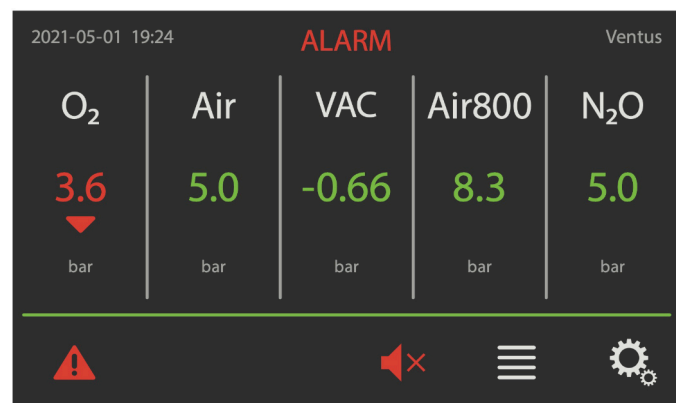 2021-05-01 19:24 ALARM Ventus
O₂ Air VAC Air800 N₂O
3.6 5.0 -0.66 8.3 5.0
bar bar bar bar bar